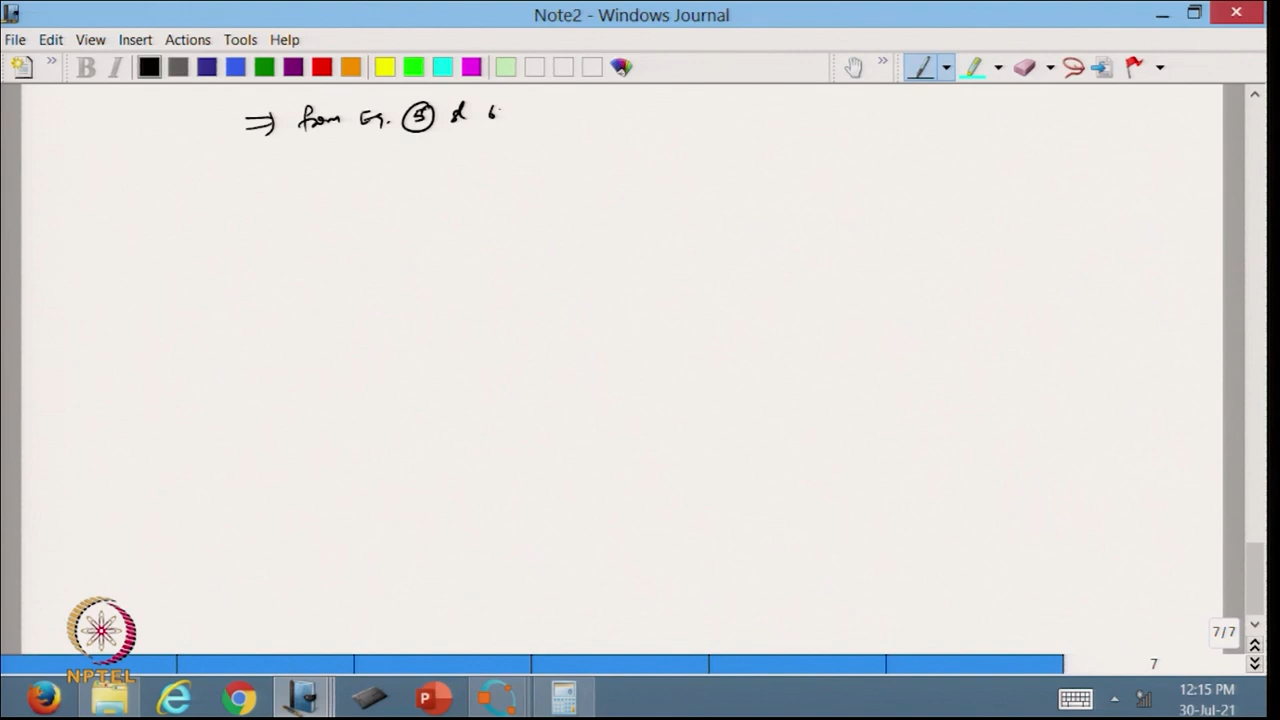 Note2 - Windows Journal
File Edit View Insert Actions Tools Help
B I
⇒ from Eq. ⑤ & 6
7/7
NPTEL
7
12:15 PM
30-Jul-21